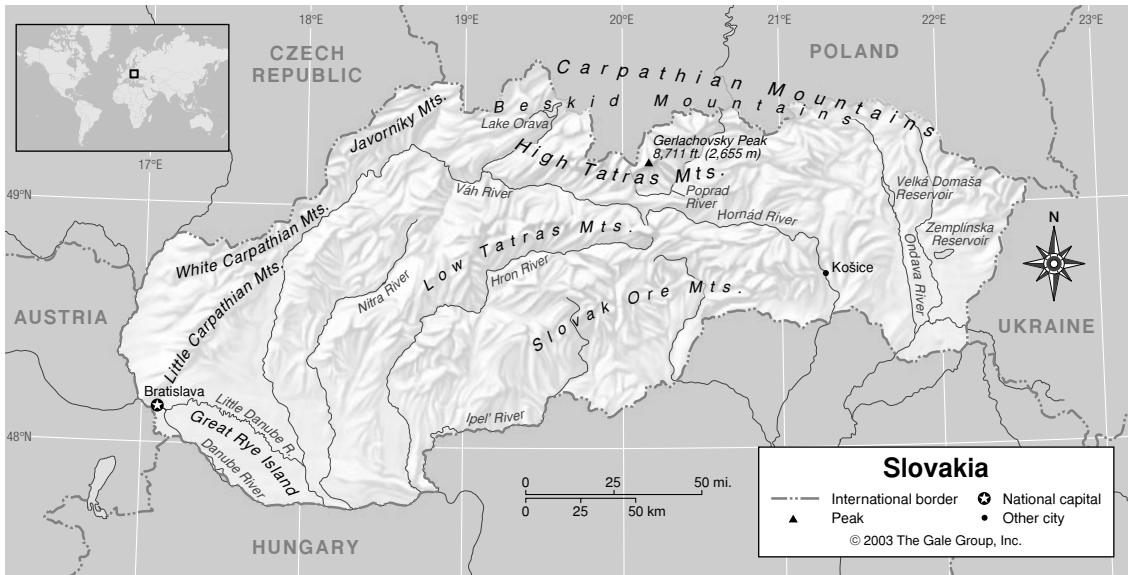 18°E
19°E
20°E
21°E
22°E
23°E
17°E
49°N
48°N
CZECH
REPUBLIC
POLAND
AUSTRIA
UKRAINE
HUNGARY
Carpathian Mountains
Beskid Mountains
Javorniky Mts.
Lake Orava
High Tatras Mts.
Gerlachovsky Peak
8,711 ft. (2,655 m)
Váh River
Poprad
River
Hornád River
Velká Domaša
Reservoir
Zemplínska
Reservoir
Ondava River
White Carpathian Mts.
Little Carpathian Mts.
Low Tatras Mts.
Hron River
Nitra River
Slovak Ore Mts.
Košice
N
Bratislava
Little Danube R.
Great Rye Island
Danube River
Ipel' River
0 25 50 mi.
0 25 50 km
Slovakia
International border
National capital
Peak
Other city
© 2003 The Gale Group, Inc.